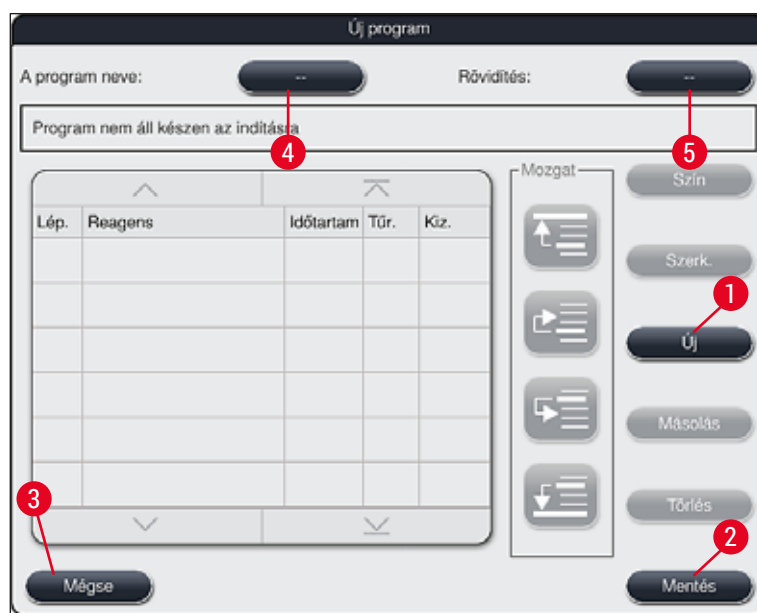 Új program
A program neve: -- Rövidítés: --
Program nem áll készen az indításra
4
5
Mozgat
Szín
Lép. Reagens Időtartam Tűr. Kiz.
Szerk.
1
Új
Másolás
3
Törlés
2
Mégse
Mentés